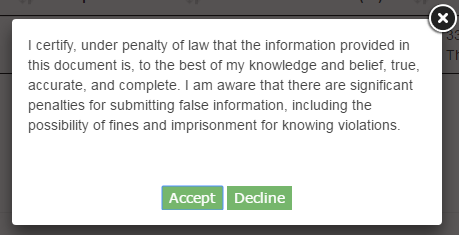 I certify, under penalty of law that the information provided in
this document is, to the best of my knowledge and belief, true,
accurate, and complete. I am aware that there are significant
penalties for submitting false information, including the
possibility of fines and imprisonment for knowing violations.
Accept Decline